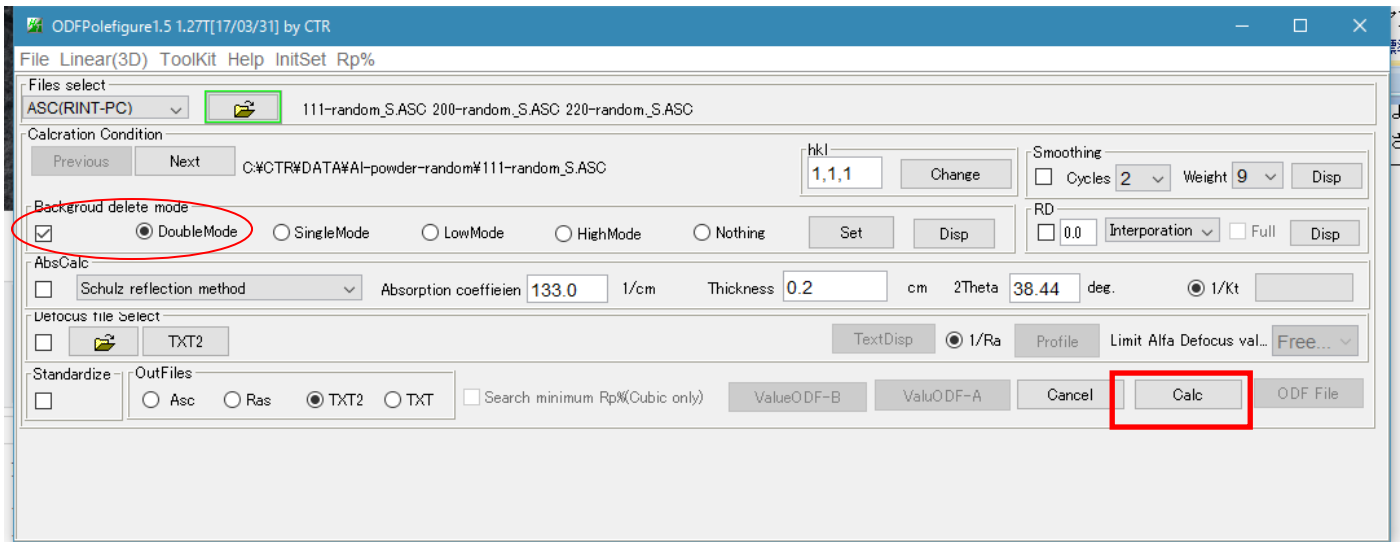 ODFPolefigure1.5 1.27T[17/03/31] by CTR
File Linear(3D) ToolKit Help InitSet Rp%
Files select
ASC(RINT-PC) 111-random_S.ASC 200-random_S.ASC 220-random_S.ASC
Calcration Condition
Previous Next C:¥CTR¥DATA¥Al-powder-random¥111-random_S.ASC
hkl
1,1,1 Change
Smoothing
Cycles 2 Weight 9 Disp
Backgroud delete mode
DoubleMode SingleMode LowMode HighMode Nothing Set Disp
RD
0.0 Interporation Full Disp
AbsCalc
Schulz reflection method Absorption coeffieien 133.0 1/cm Thickness 0.2 cm 2Theta 38.44 deg. 1/Kt
Defocus file Select
TXT2 TextDisp 1/Ra Profile Limit Alfa Defocus val... Free...
Standardize
OutFiles
Asc Ras TXT2 TXT Search minimum Rp%(Cubic only) ValueODF-B ValuODF-A Cancel Calc ODF File